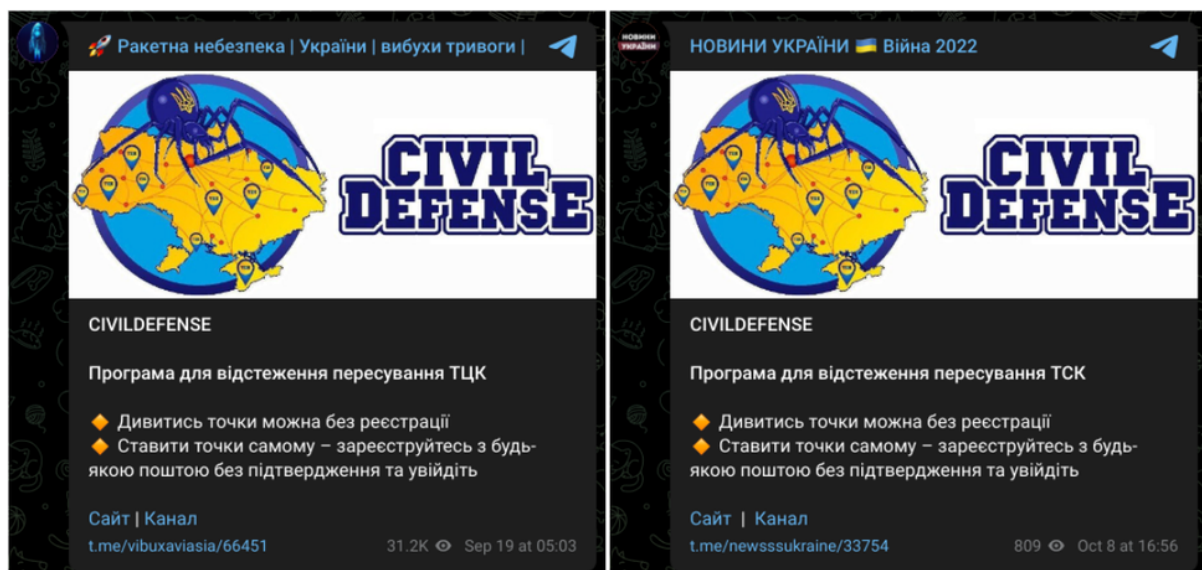 🚀 Ракетна небезпека | України | вибухи тривоги |
CIVIL
DEFENSE
CIVILDEFENSE
Програма для відстеження пересування ТЦК
🔶 Дивитись точки можна без реєстрації
🔶 Ставити точки самому – зареєструйтесь з будь-
якою поштою без підтвердження та увійдіть
Сайт | Канал
t.me/vibuxaviasia/66451 31.2K Sep 19 at 05:03
НОВИНИ
УКРАЇНИ
НОВИНИ УКРАЇНИ 🇺🇦 Війна 2022
CIVIL
DEFENSE
CIVILDEFENSE
Програма для відстеження пересування ТСК
🔶 Дивитись точки можна без реєстрації
🔶 Ставити точки самому – зареєструйтесь з будь-
якою поштою без підтвердження та увійдіть
Сайт | Канал
t.me/newsssukraine/33754 809 Oct 8 at 16:56